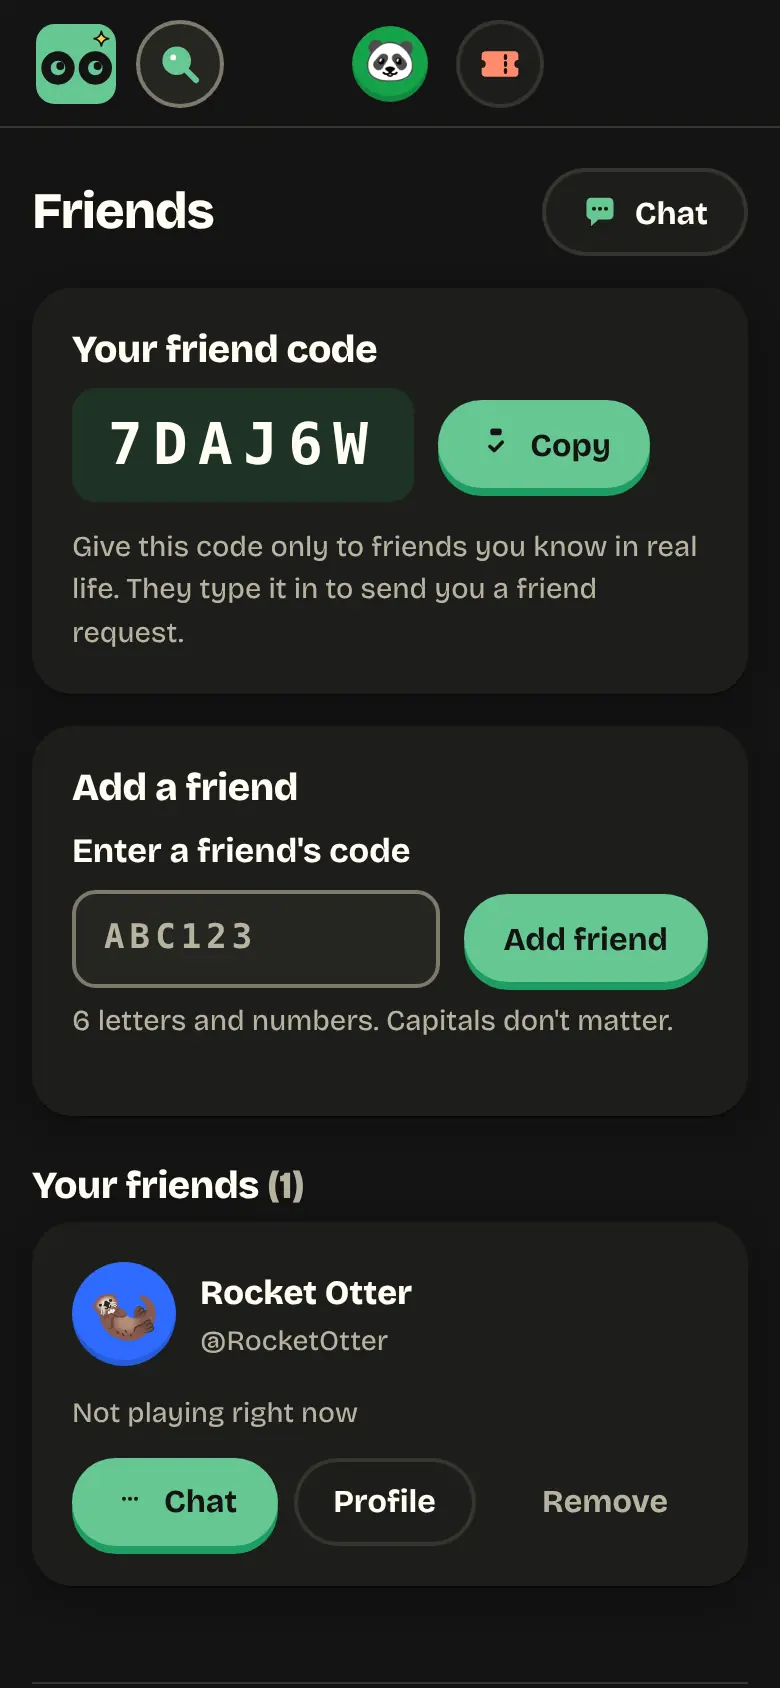 Friends
Chat
Your friend code
7DAJ6W
Copy
Give this code only to friends you know in real
life. They type it in to send you a friend
request.
Add a friend
Enter a friend's code
ABC123
Add friend
6 letters and numbers. Capitals don't matter.
Your friends (1)
Rocket Otter
@RocketOtter
Not playing right now
Chat
Profile
Remove